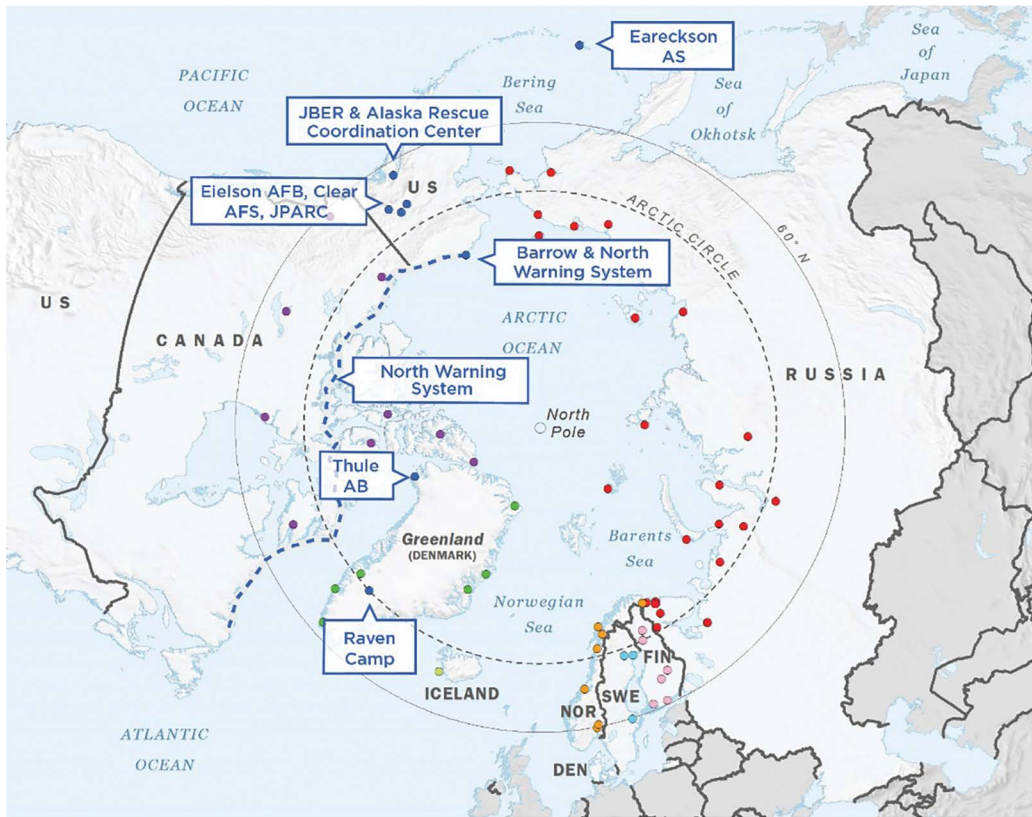 Eareckson
AS
Sea
of
Japan
PACIFIC
OCEAN
Bering
Sea
Sea
of
Okhotsk
JBER & Alaska Rescue
Coordination Center
US
Eielson AFB, Clear
AFS, JPARC
ARCTIC CIRCLE
60° N
Barrow & North
Warning System
US
CANADA
ARCTIC
OCEAN
RUSSIA
North Warning
System
North
Pole
Thule
AB
Greenland
(DENMARK)
Barents
Sea
Norwegian
Sea
Raven
Camp
FIN
ICELAND
SWE
NOR
ATLANTIC
OCEAN
DEN